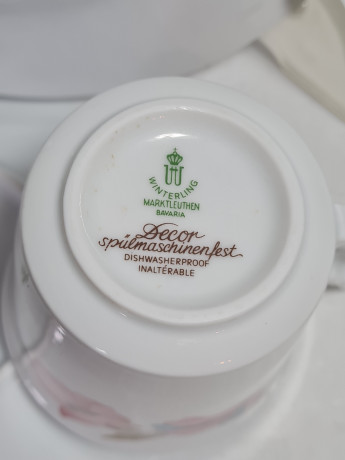 WINTERLING
MARKTLEUTHEN
BAVARIA
Decor
spülmaschinenfest
DISHWASHERPROOF
INALTÉRABLE